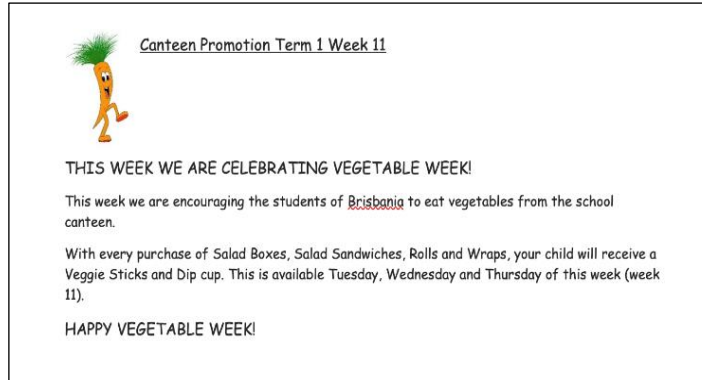 Canteen Promotion Term 1 Week 11
THIS WEEK WE ARE CELEBRATING VEGETABLE WEEK!
This week we are encouraging the students of Brisbania to eat vegetables from the school
canteen.
With every purchase of Salad Boxes, Salad Sandwiches, Rolls and Wraps, your child will receive a
Veggie Sticks and Dip cup. This is available Tuesday, Wednesday and Thursday of this week (week
11).
HAPPY VEGETABLE WEEK!